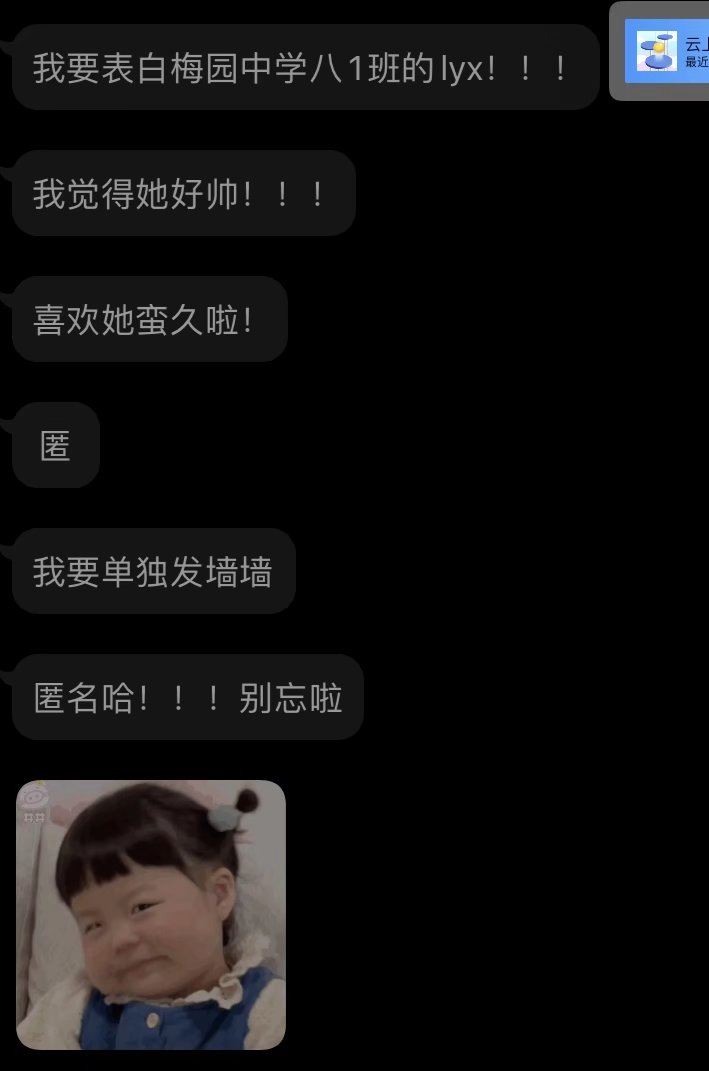 我要表白梅园中学八1班的lyx！！！
云上
最近
我觉得她好帅！！！
喜欢她蛮久啦！
匿
我要单独发墙墙
匿名哈！！！别忘啦
井井